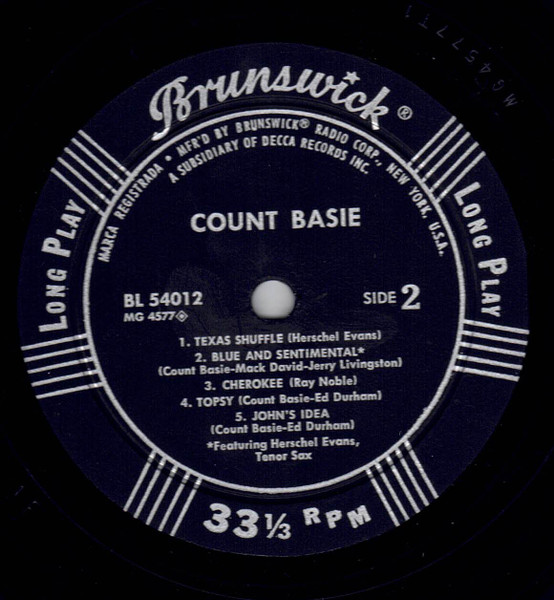 Brunswick®
MARCA REGISTRADA • MFR'D BY BRUNSWICK® RADIO CORP., NEW YORK, U.S.A.
A SUBSIDIARY OF DECCA RECORDS INC.
LONG PLAY
LONG PLAY
COUNT BASIE
BL 54012
MG 4577
SIDE 2
1. TEXAS SHUFFLE (Herschel Evans)
2. BLUE AND SENTIMENTAL*
(Count Basie-Mack David-Jerry Livingston)
3. CHEROKEE (Ray Noble)
4. TOPSY (Count Basie-Ed Durham)
5. JOHN'S IDEA
(Count Basie-Ed Durham)
*Featuring Herschel Evans,
Tenor Sax
33⅓ RPM